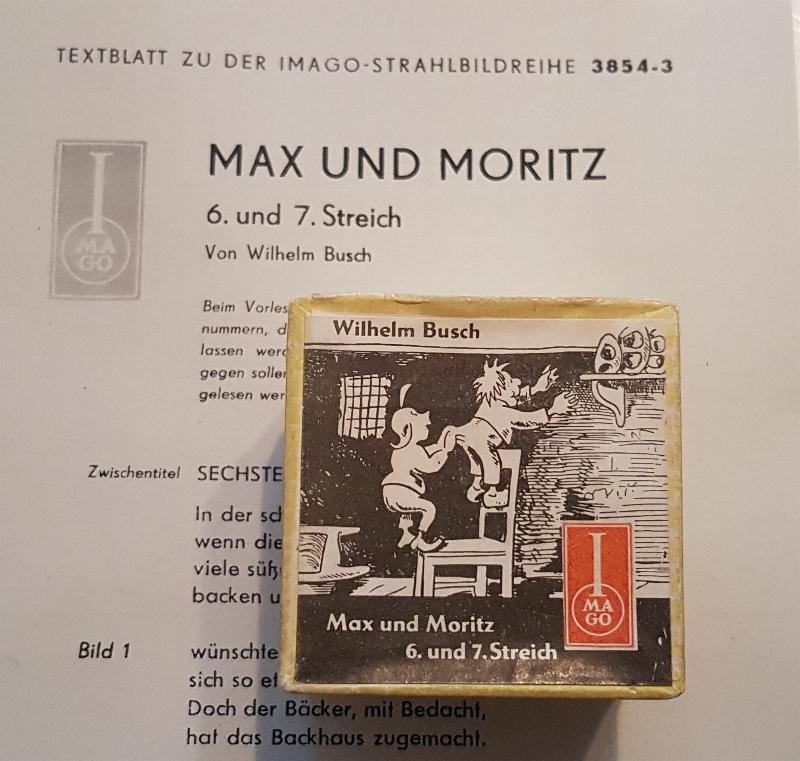 TEXTBLATT ZU DER IMAGO-STRAHLBILDREIHE 3854-3
I
MA
GO
MAX UND MORITZ
6. und 7. Streich
Von Wilhelm Busch
Beim Vorles
nummern, d
lassen werd
gegen soller
gelesen wer
Zwischentitel SECHSTE
In der sch
wenn die
viele süß
backen u
Bild 1 wünschte
sich so et
Doch der Bäcker, mit Bedacht,
hat das Backhaus zugemacht.
Wilhelm Busch
I
MA
GO
Max und Moritz
6. und 7. Streich